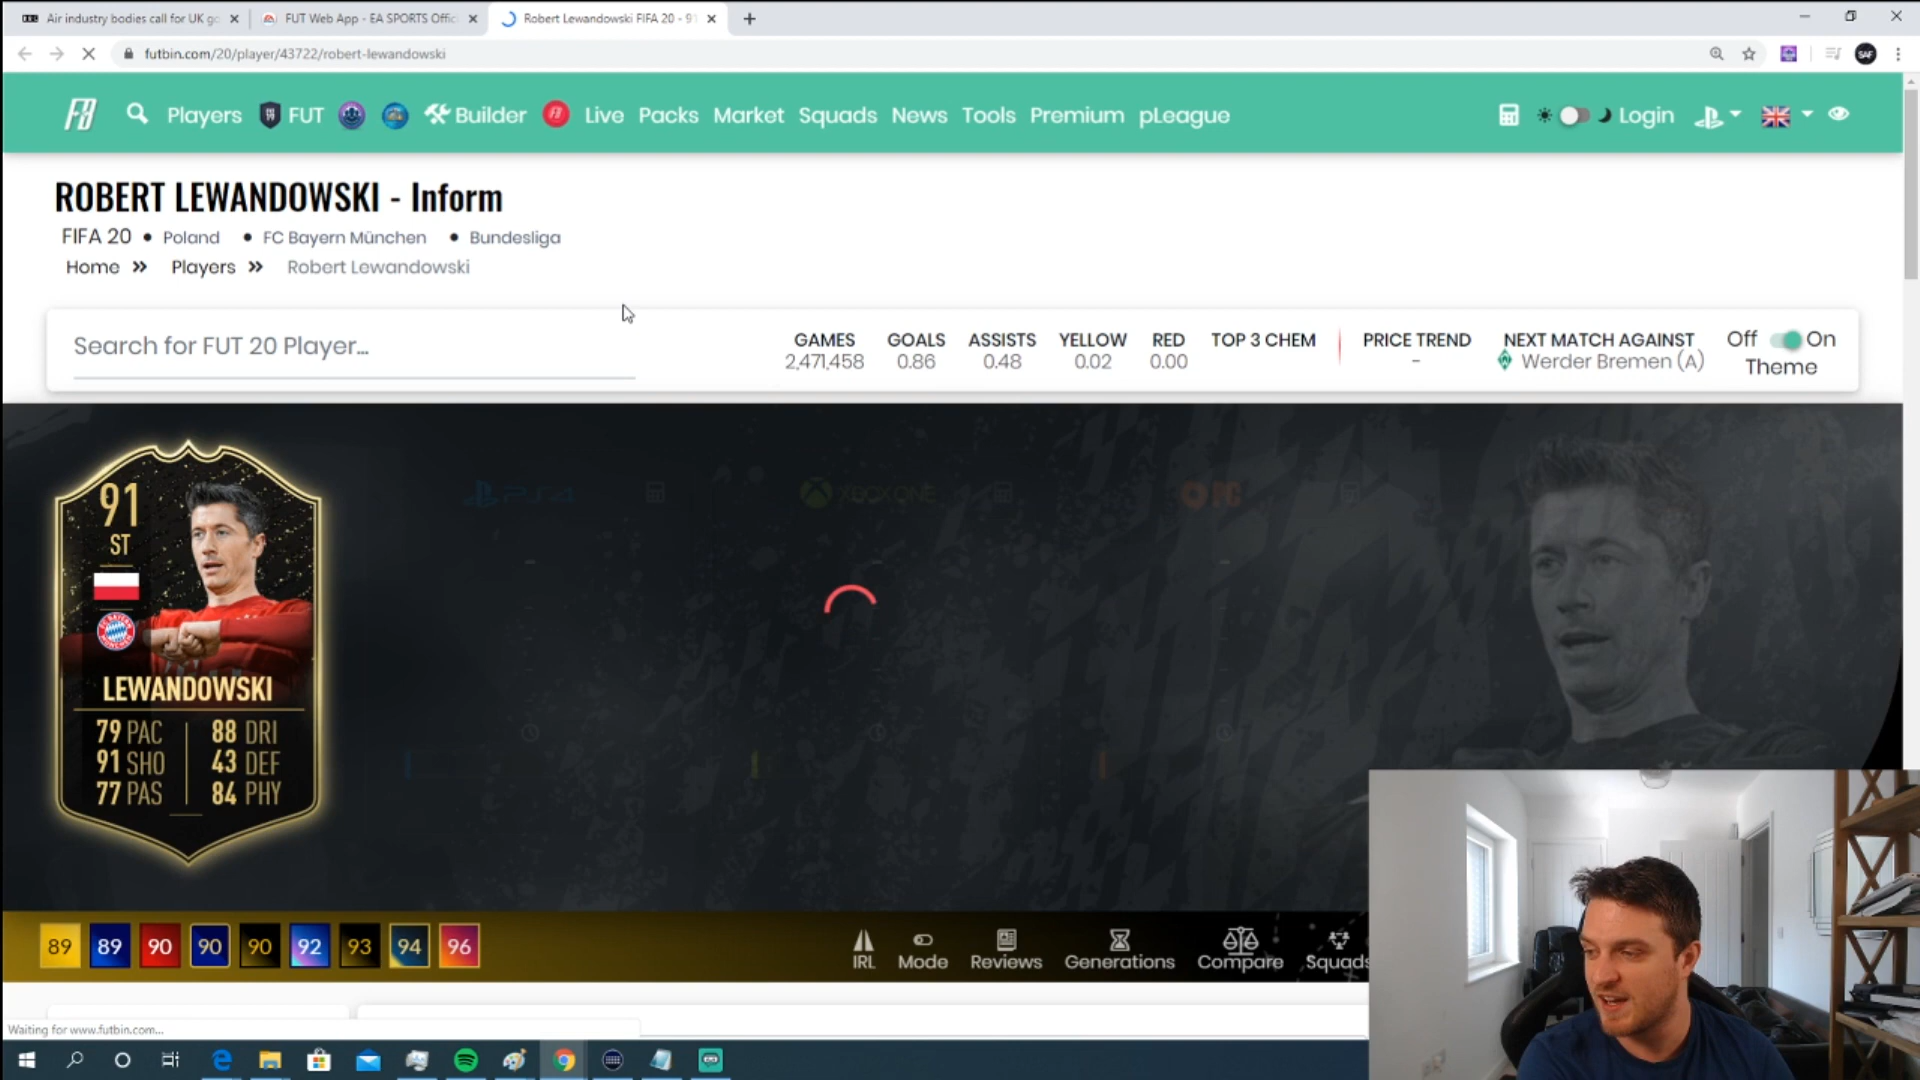 Air industry bodies call for UK go
FUT Web App - EA SPORTS Offici
Robert Lewandowski FIFA 20 - 91
futbin.com/20/player/43722/robert-lewandowski
SAF
Players FUT Builder Live Packs Market Squads News Tools Premium pLeague Login
ROBERT LEWANDOWSKI - Inform
FIFA 20 • Poland • FC Bayern München • Bundesliga
Home » Players » Robert Lewandowski
Search for FUT 20 Player...
GAMES GOALS ASSISTS YELLOW RED TOP 3 CHEM PRICE TREND NEXT MATCH AGAINST Off On
2,471,458 0.86 0.48 0.02 0.00 - Werder Bremen (A) Theme
PS4 XBOX ONE
91
ST
LEWANDOWSKI
79 PAC 88 DRI
91 SHO 43 DEF
77 PAS 84 PHY
89 89 90 90 90 92 93 94 96
IRL Mode Reviews Generations Compare Squads
Waiting for www.futbin.com...